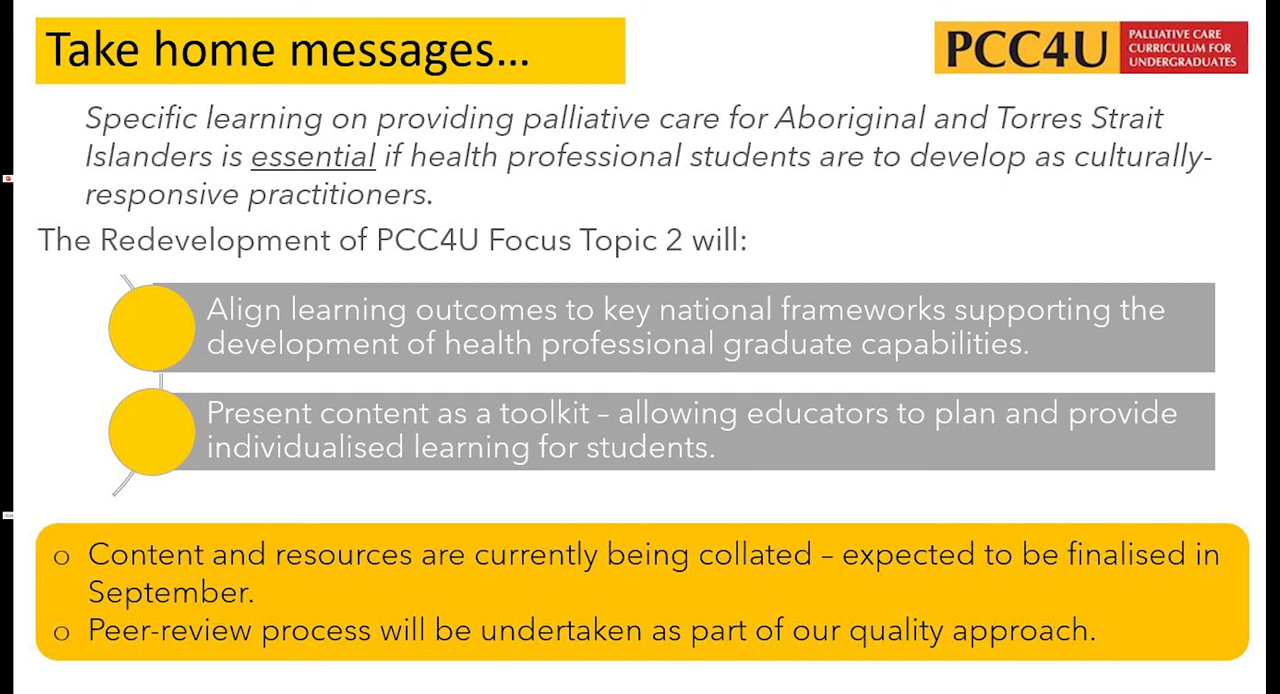 Take home messages...
PCC4U
PALLIATIVE CARE
CURRICULUM FOR
UNDERGRADUATES
Specific learning on providing palliative care for Aboriginal and Torres Strait
Islanders is essential if health professional students are to develop as culturally-
responsive practitioners.
The Redevelopment of PCC4U Focus Topic 2 will:
Align learning outcomes to key national frameworks supporting the
development of health professional graduate capabilities.
Present content as a toolkit – allowing educators to plan and provide
individualised learning for students.
o Content and resources are currently being collated – expected to be finalised in
September.
o Peer-review process will be undertaken as part of our quality approach.